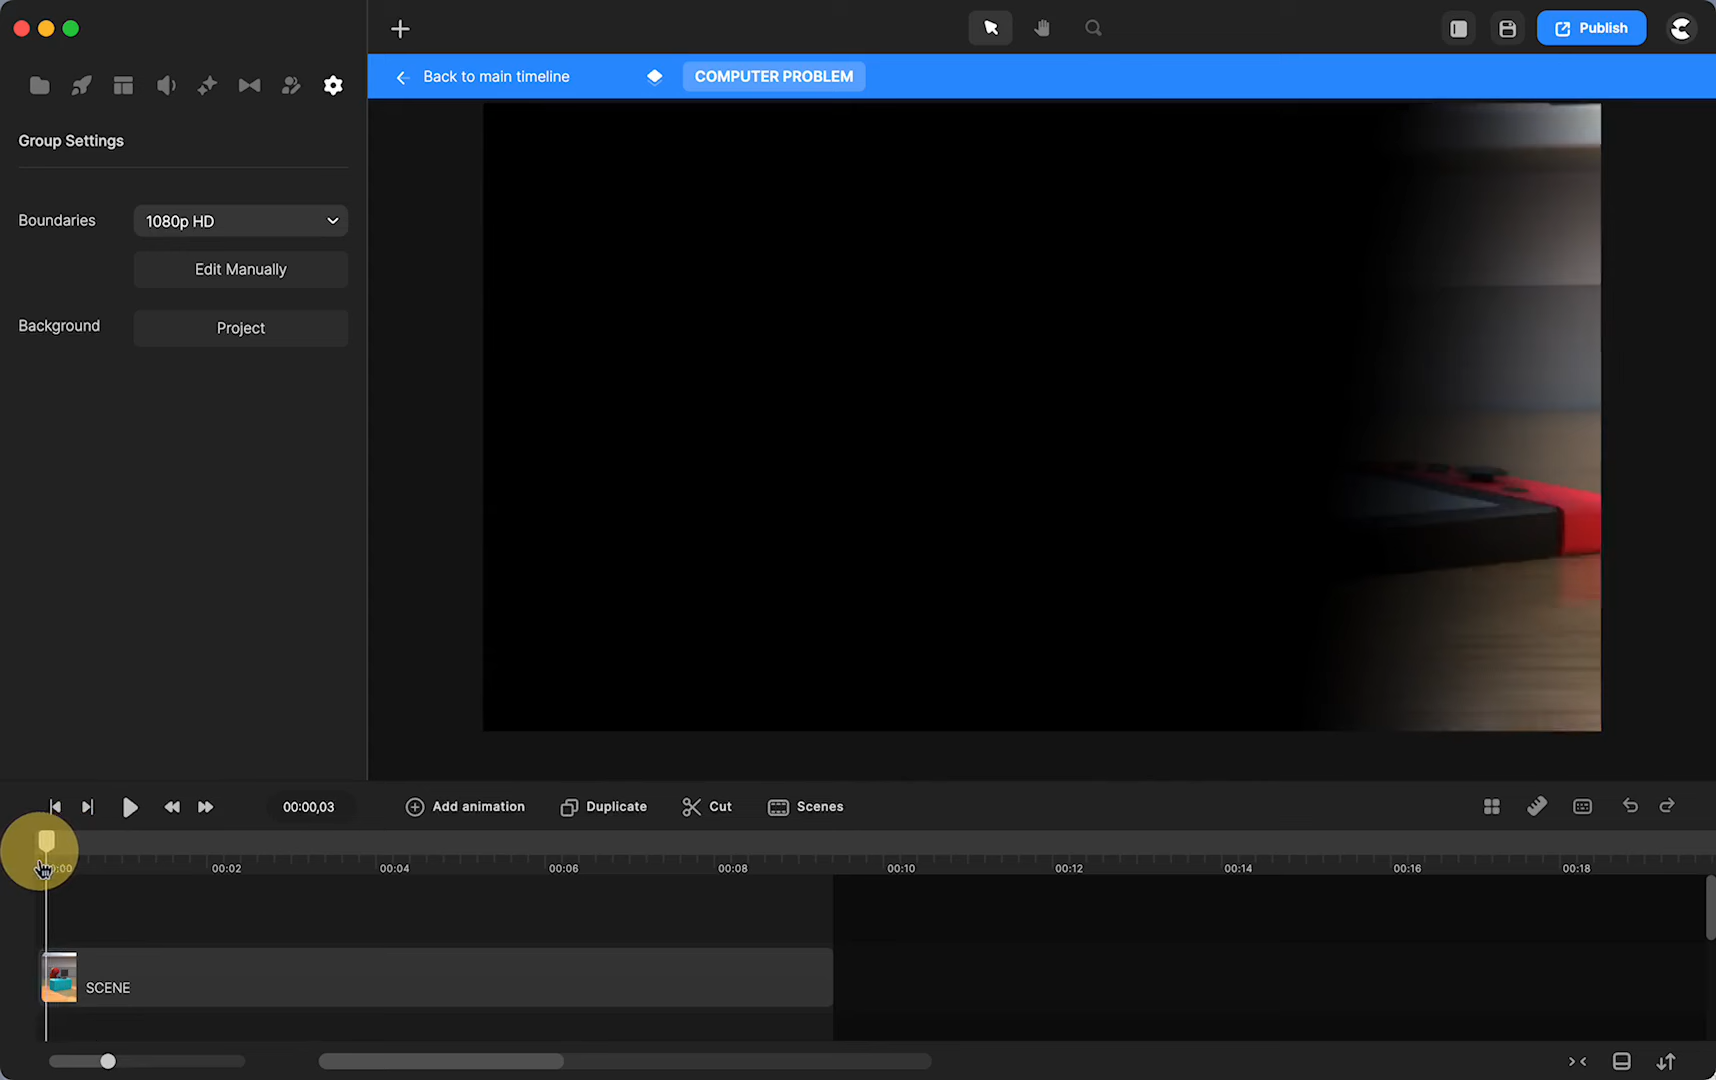 Publish
Back to main timeline
COMPUTER PROBLEM
Group Settings
Boundaries
1080p HD
Edit Manually
Background
Project
00:00,03
Add animation
Duplicate
Cut
Scenes
00:02
00:04
00:06
00:08
00:10
00:12
00:14
00:16
00:18
SCENE